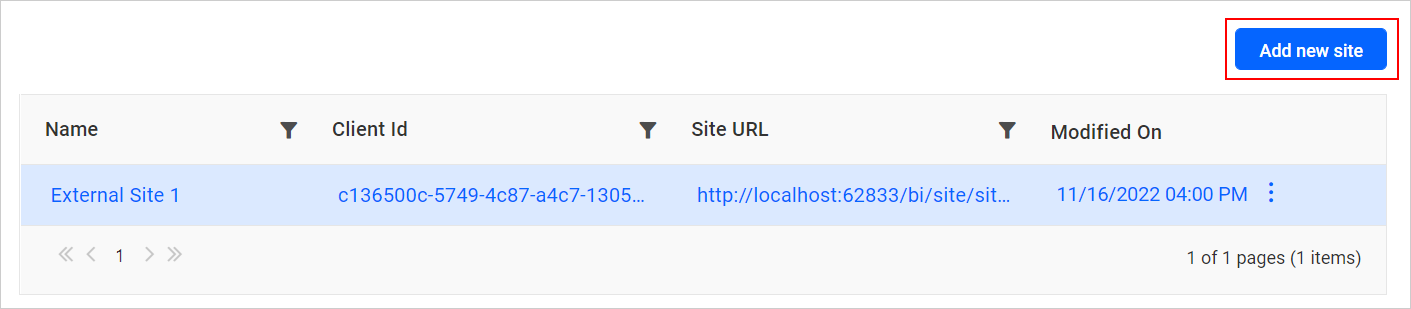 Add new site
Name Client Id Site URL Modified On
External Site 1 c136500c-5749-4c87-a4c7-1305... http://localhost:62833/bi/site/sit... 11/16/2022 04:00 PM
1 1 of 1 pages (1 items)